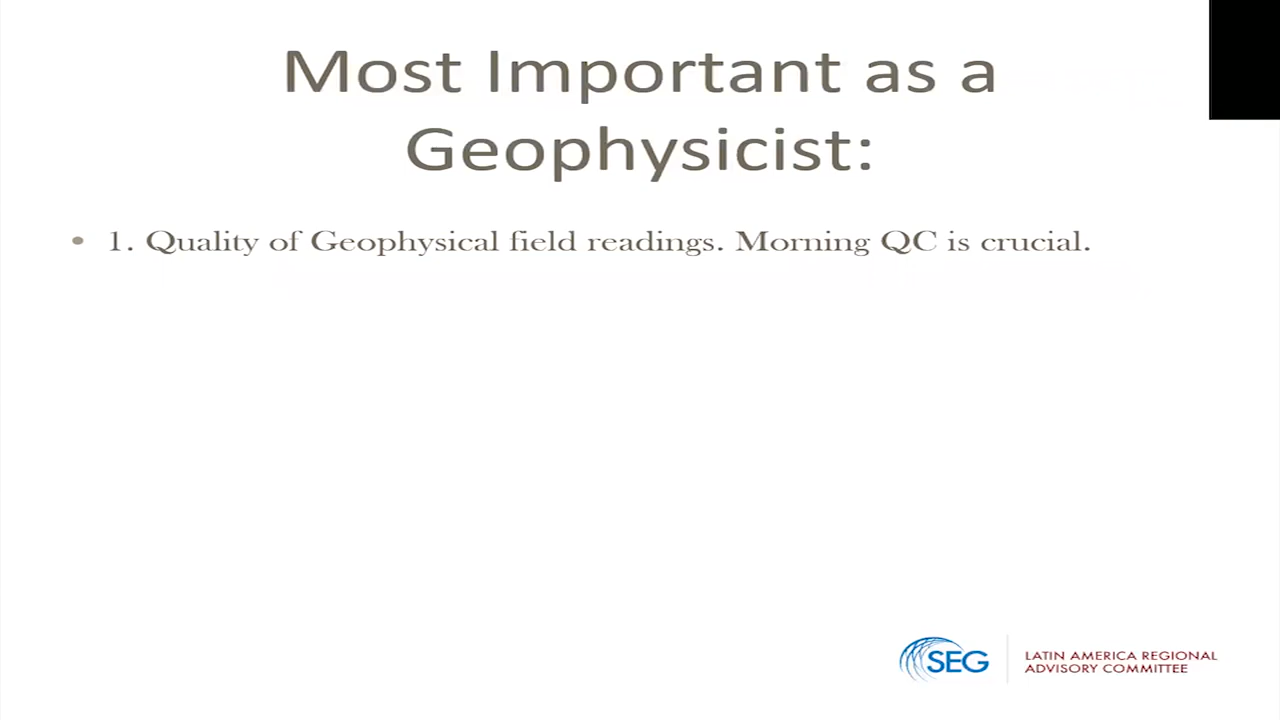 Most Important as a
Geophysicist:
• 1. Quality of Geophysical field readings. Morning QC is crucial.
SEG
LATIN AMERICA REGIONAL
ADVISORY COMMITTEE